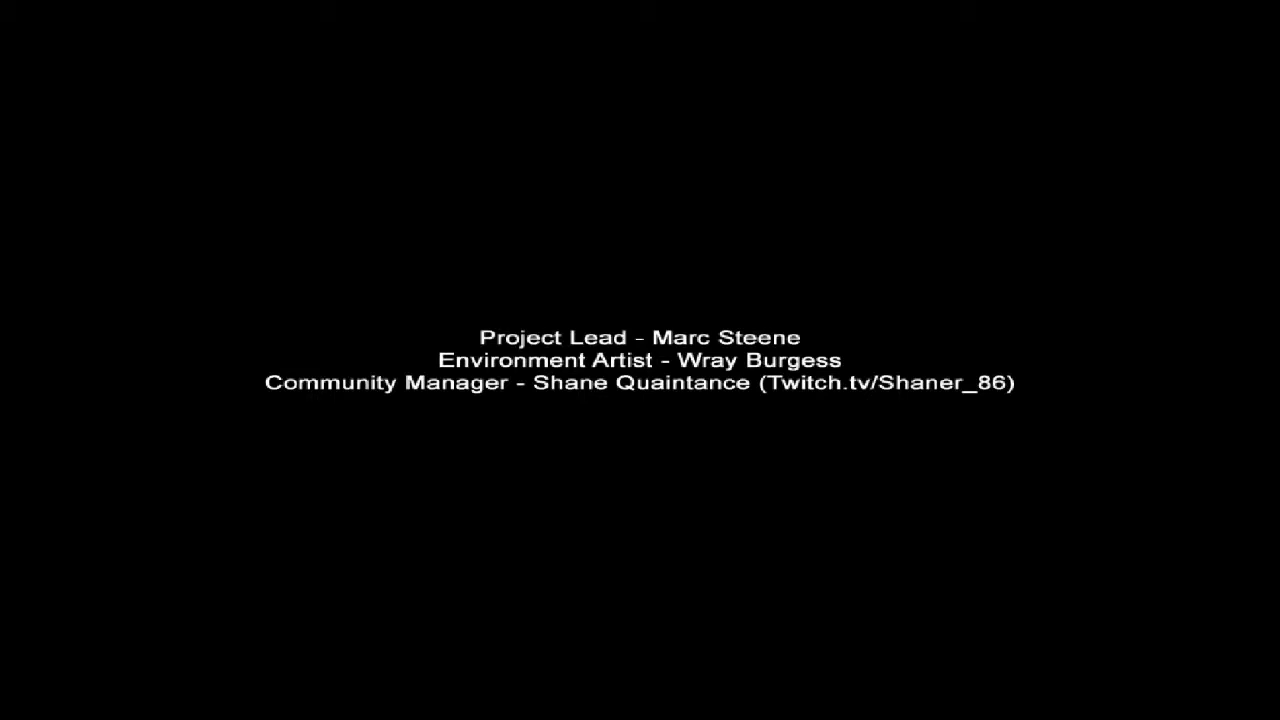 Project Lead - Marc Steene
Environment Artist - Wray Burgess
Community Manager - Shane Quaintance (Twitch.tv/Shaner_86)